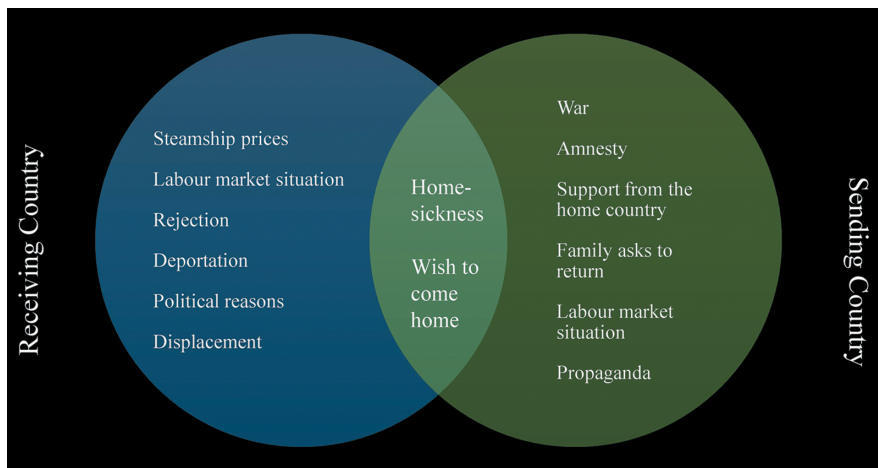 Receiving Country
Steamship prices
Labour market situation
Rejection
Deportation
Political reasons
Displacement
Home-
sickness
Wish to
come
home
War
Amnesty
Support from the
home country
Family asks to
return
Labour market
situation
Propaganda
Sending Country